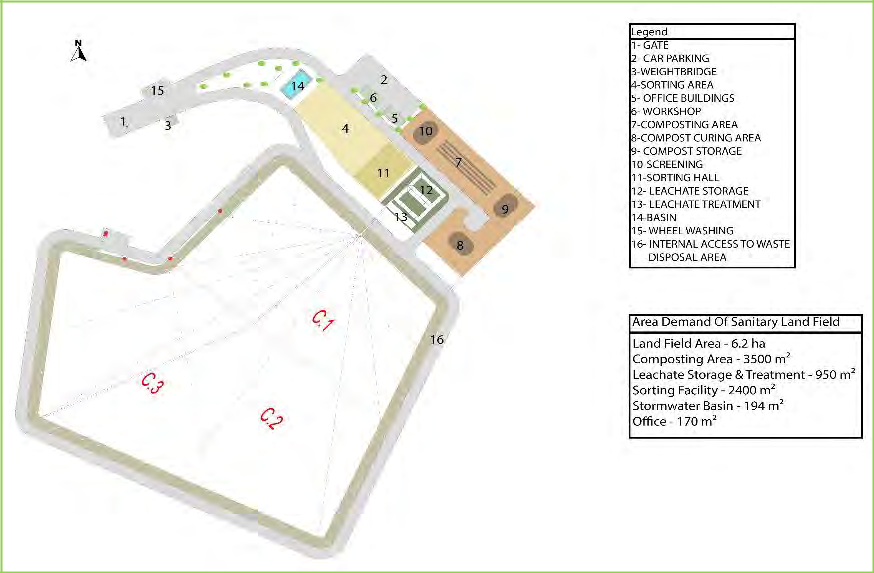 N
14
2
15
6
1.
3
5
4
10
7
11
12
9
13
8
C.1
16
C.3
C.2
Legend
1- GATE
2- CAR PARKING
3-WEIGHTBRIDGE
4-SORTING AREA
5- OFFICE BUILDINGS
6- WORKSHOP
7-COMPOSTING AREA
8-COMPOST CURING AREA
9- COMPOST STORAGE
10 SCREENING
11-SORTING HALL
12- LEACHATE STORAGE
13- LEACHATE TREATMENT
14-BASIN
15- WHEEL WASHING
16- INTERNAL ACCESS TO WASTE
DISPOSAL AREA
Area Demand Of Sanitary Land Field
Land Field Area - 6.2 ha
Composting Area - 3500 m²
Leachate Storage & Treatment - 950 m²
Sorting Facility - 2400 m²
Stormwater Basin - 194 m²
Office - 170 m²